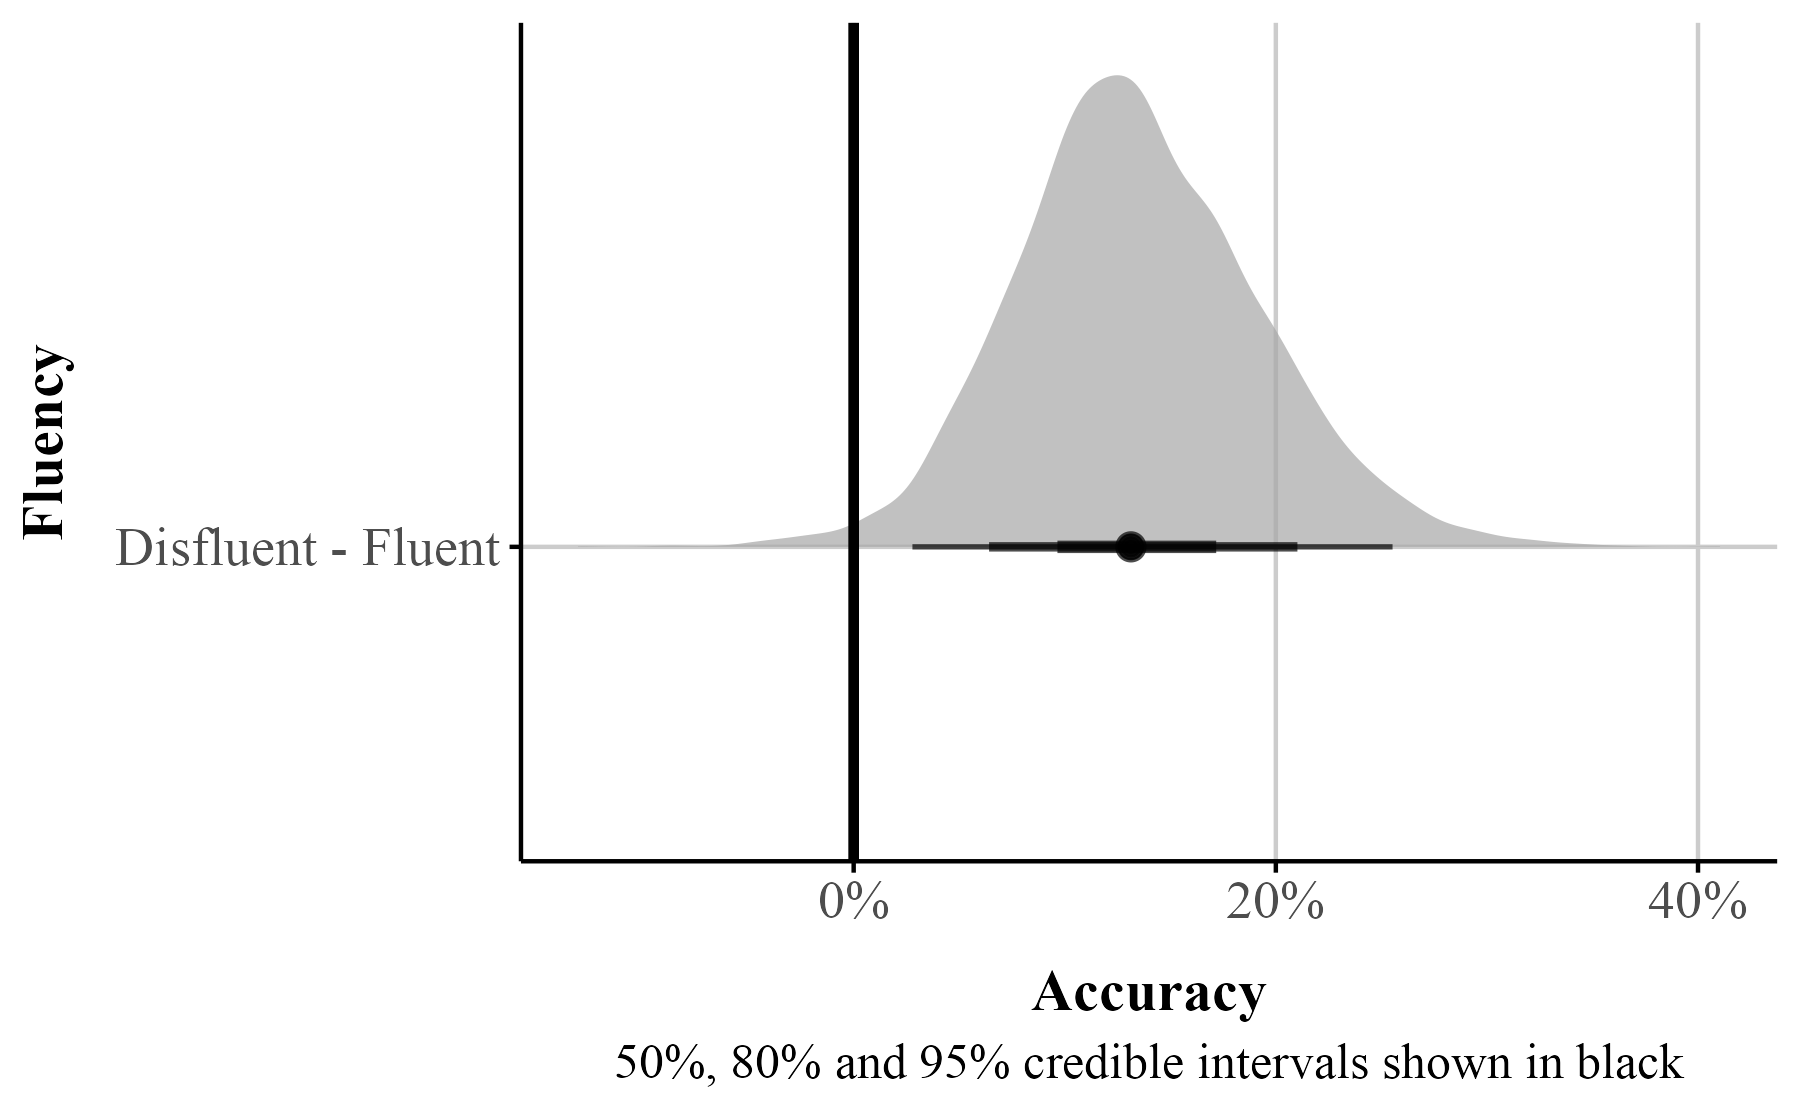 Fluency
Disfluent - Fluent
0% 20% 40%
Accuracy
50%, 80% and 95% credible intervals shown in black